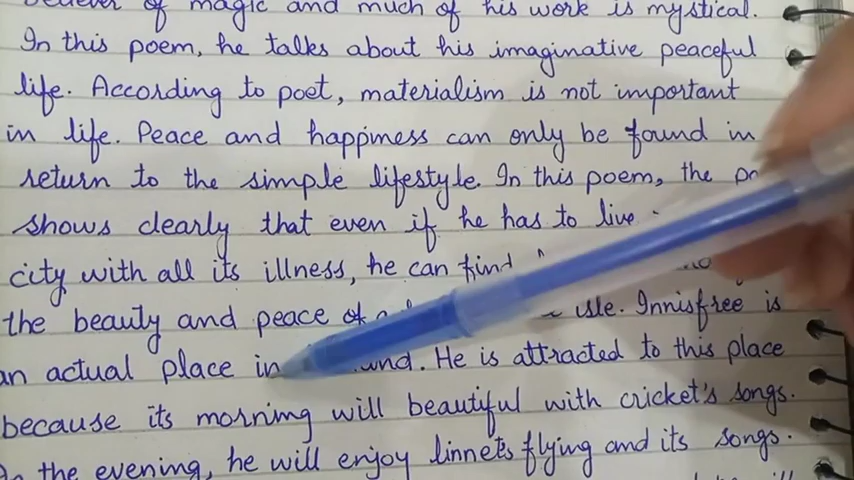 of magic and much of his work is mystical.
In this poem, he talks about his imaginative peaceful
life. According to poet, materialism is not important
in life. Peace and happiness can only be found in
return to the simple lifestyle. In this poem, the
shows clearly that even if he has to live
city with all its illness, he can find
the beauty and peace of isle. Innisfree is
an actual place in He is attracted to this place
because its morning will beautiful with cricket's songs.
the evening, he will enjoy linnets flying and its songs.